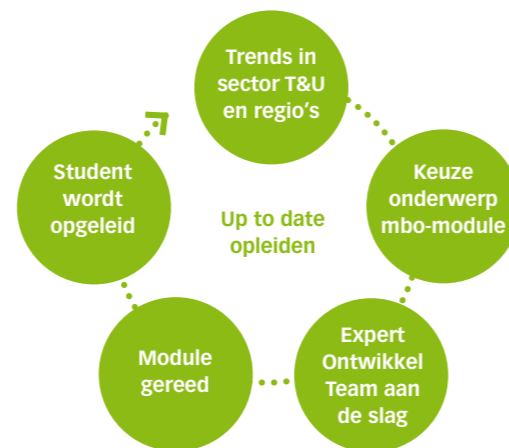 Trends in
sector T&U
en regio's
Keuze
onderwerp
mbo-module
Expert
Ontwikkel
Team aan
de slag
Module
gereed
Student
wordt
opgeleid
Up to date
opleiden